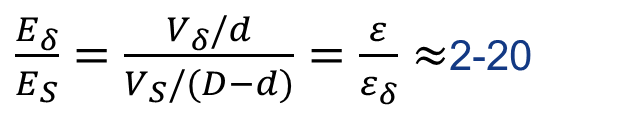 E_δ/E_S = (V_δ/d)/(V_S/(D−d)) = ε/ε_δ ≈2-20